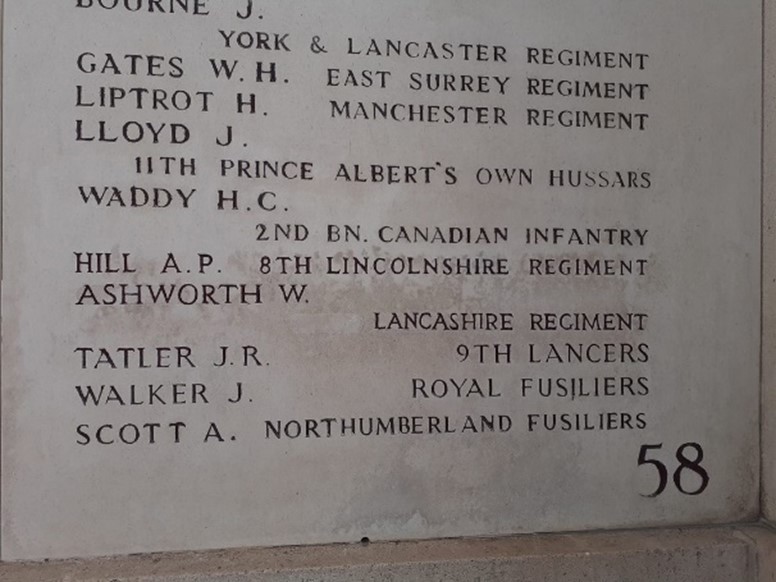 BOURNE J.
YORK & LANCASTER REGIMENT
GATES W. H. EAST SURREY REGIMENT
LIPTROT H. MANCHESTER REGIMENT
LLOYD J.
11TH PRINCE ALBERT'S OWN HUSSARS
WADDY H.C.
2ND BN. CANADIAN INFANTRY
HILL A.P. 8TH LINCOLNSHIRE REGIMENT
ASHWORTH W.
LANCASHIRE REGIMENT
TATLER J.R. 9TH LANCERS
WALKER J. ROYAL FUSILIERS
SCOTT A. NORTHUMBERLAND FUSILIERS
58